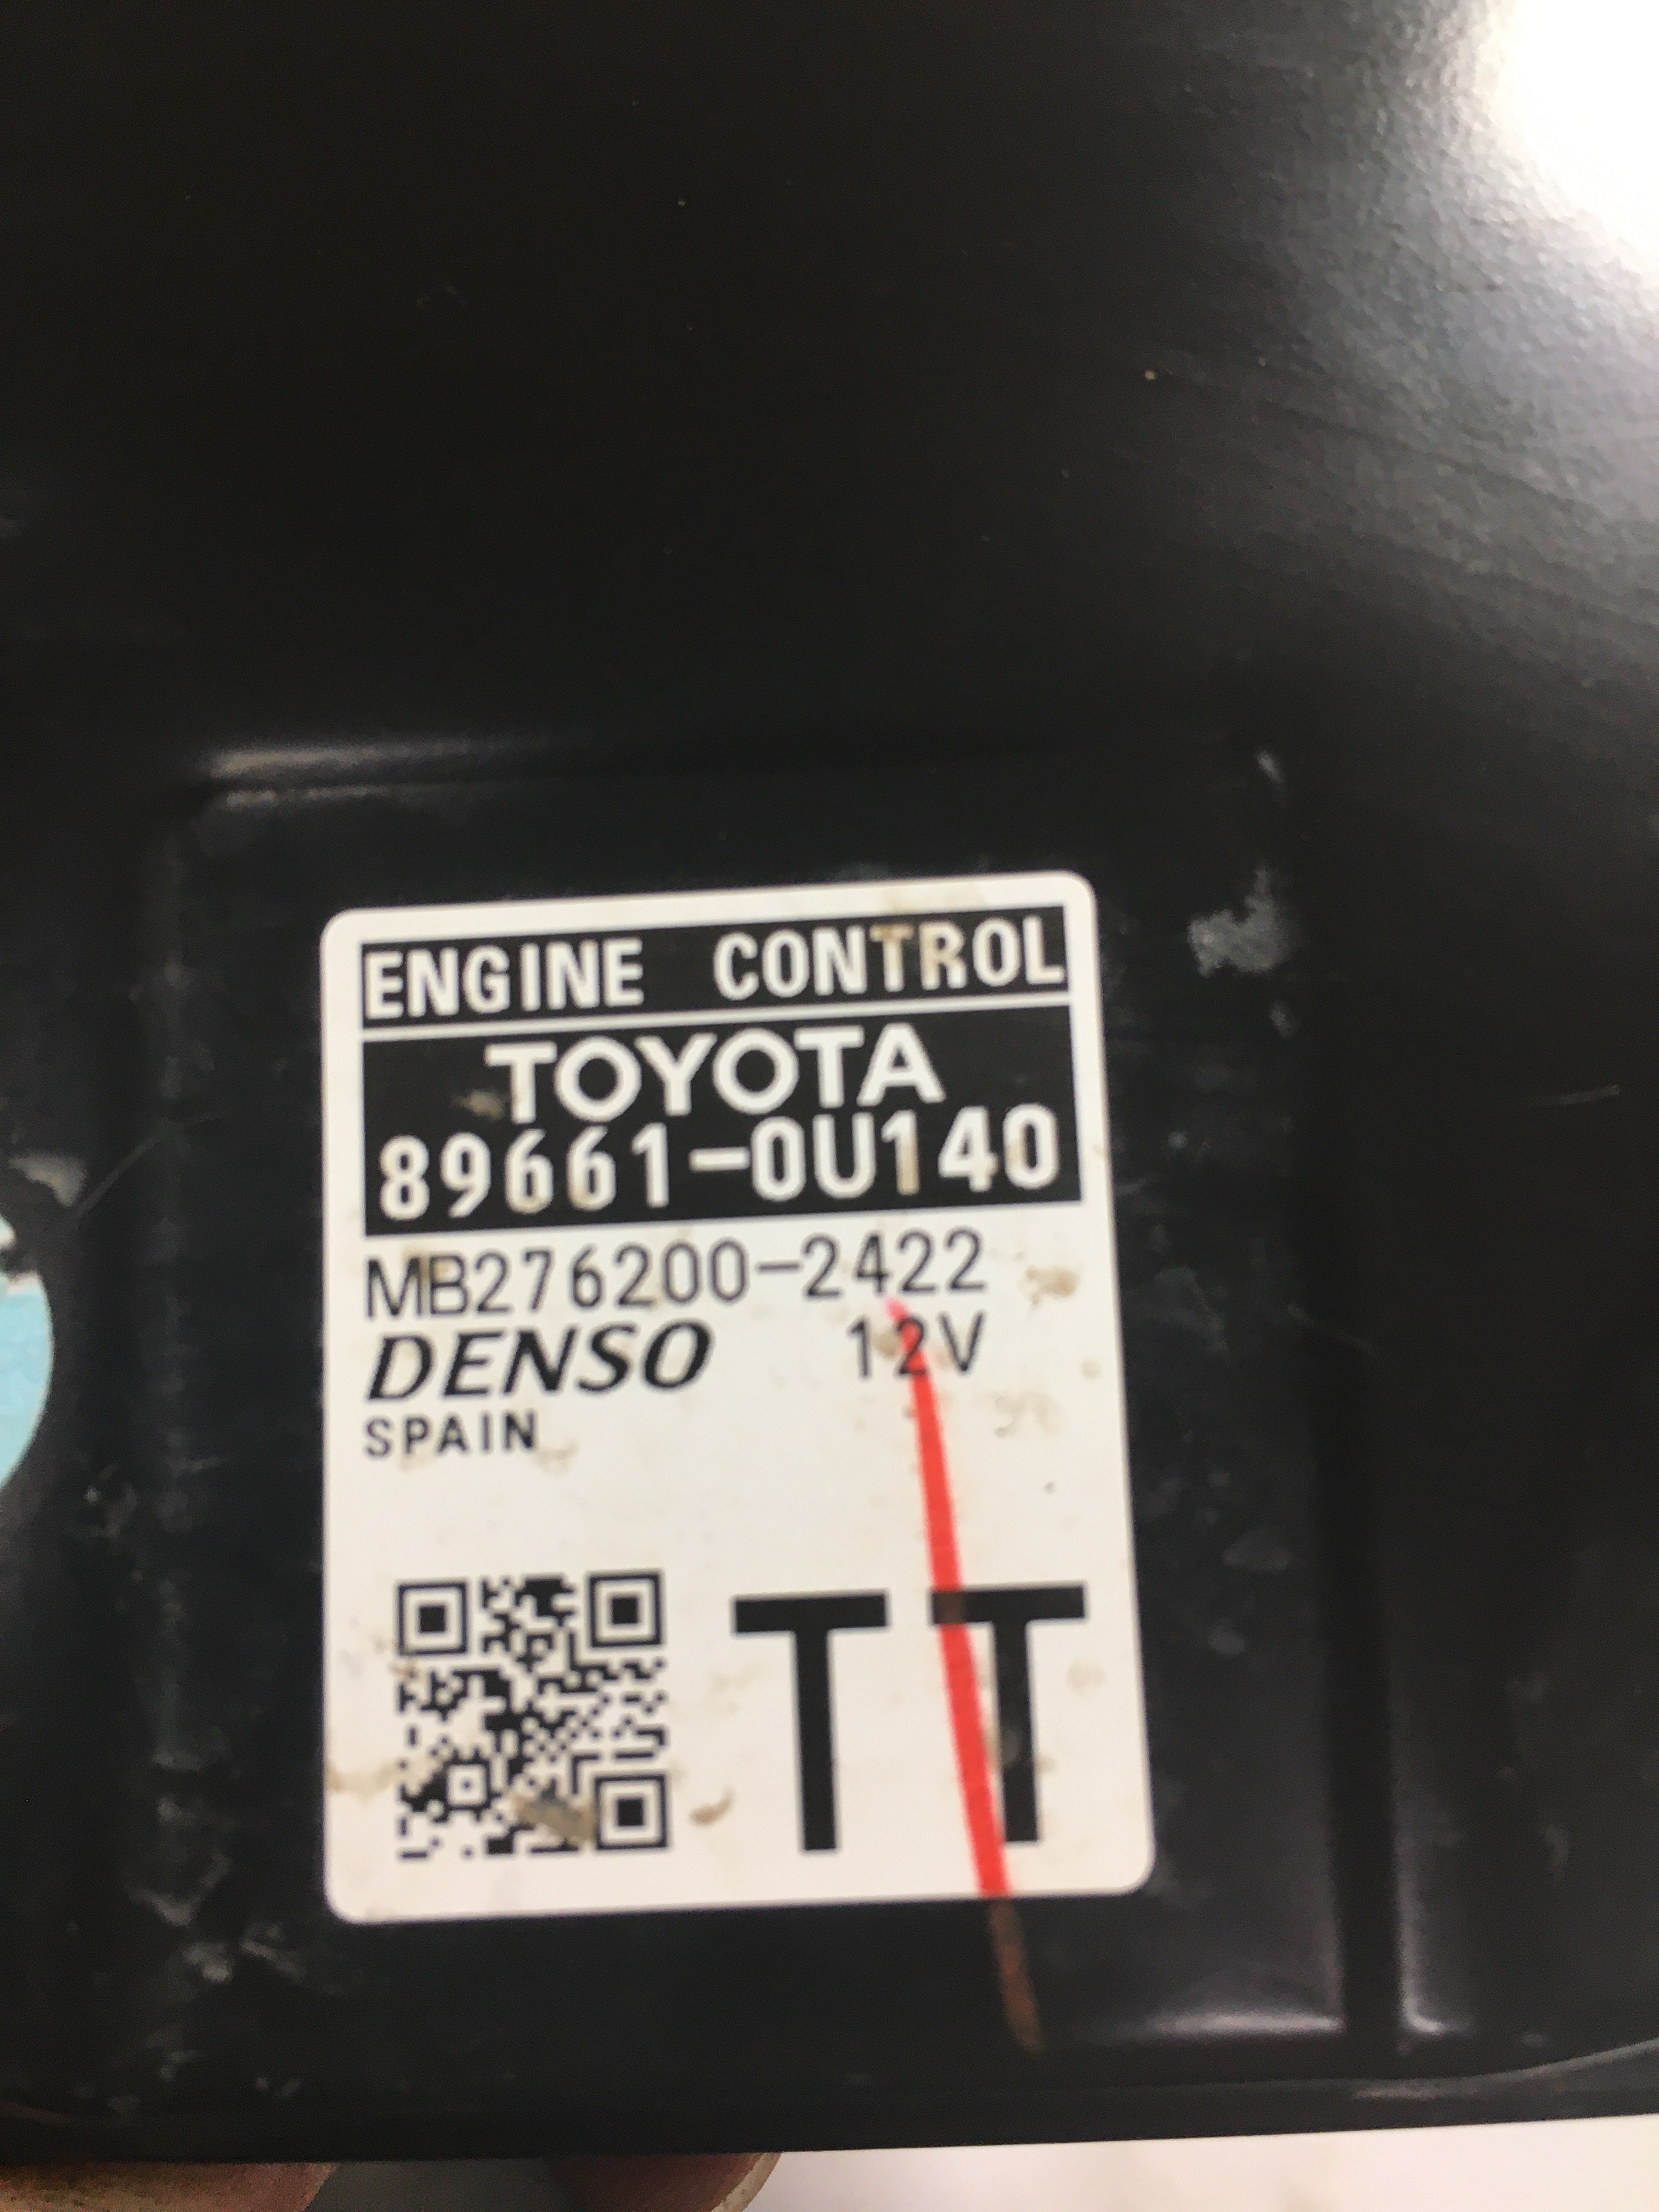 ENGINE CONTROL
TOYOTA
89661-0U140
MB276200-2422
DENSO 12V
SPAIN
TT